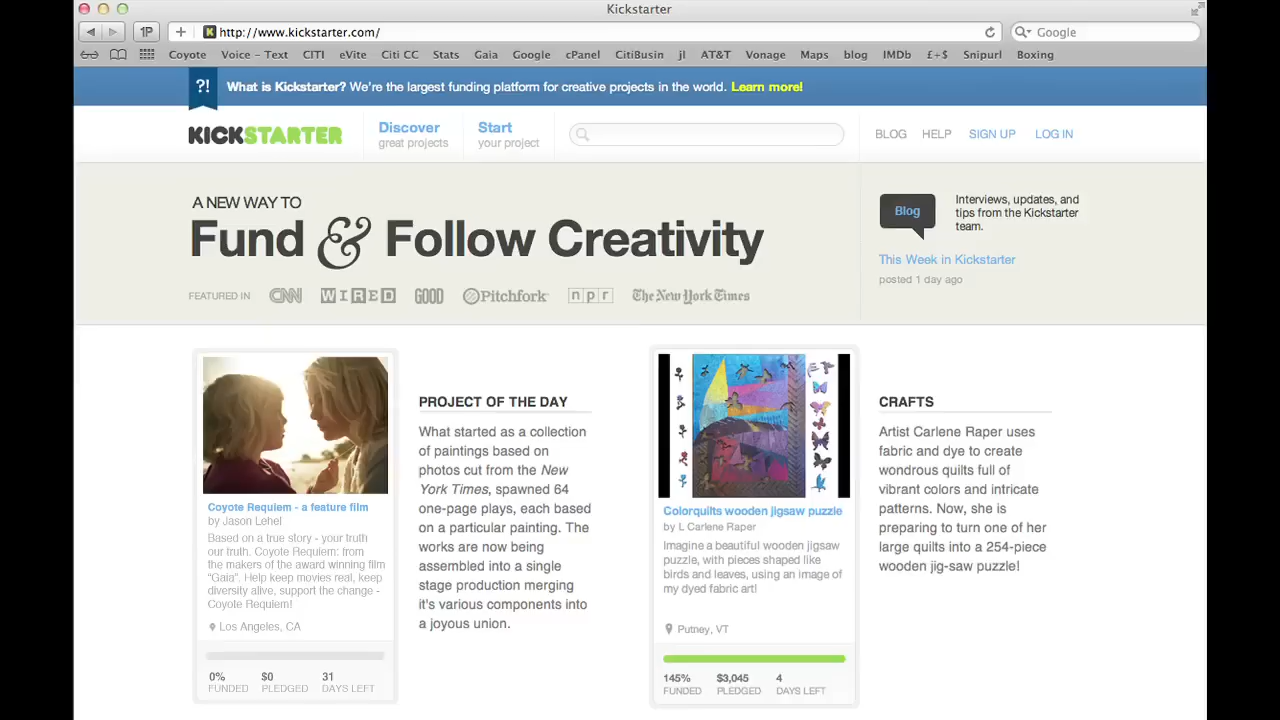 Kickstarter
1P
+
K
http://www.kickstarter.com/
Google
Coyote
Voice - Text
CITI
eVite
Citi CC
Stats
Gaia
Google
cPanel
CitiBusin
jl
AT&T
Vonage
Maps
blog
IMDb
£+$
Snipurl
Boxing
?!
What is Kickstarter? We're the largest funding platform for creative projects in the world. Learn more!
KICKSTARTER
Discover
great projects
Start
your project
BLOG
HELP
SIGN UP
LOG IN
A NEW WAY TO
Fund & Follow Creativity
FEATURED IN
CNN
WIRED
GOOD
Pitchfork
npr
The New York Times
Blog
Interviews, updates, and
tips from the Kickstarter
team.
This Week in Kickstarter
posted 1 day ago
Coyote Requiem - a feature film
by Jason Lehel
Based on a true story - your truth
our truth. Coyote Requiem: from
the makers of the award winning film
"Gaia". Help keep movies real, keep
diversity alive, support the change -
Coyote Requiem!
Los Angeles, CA
0%
FUNDED
$0
PLEDGED
31
DAYS LEFT
PROJECT OF THE DAY
What started as a collection
of paintings based on
photos cut from the New
York Times, spawned 64
one-page plays, each based
on a particular painting. The
works are now being
assembled into a single
stage production merging
it's various components into
a joyous union.
Colorquilts wooden jigsaw puzzle
by L Carlene Raper
Imagine a beautiful wooden jigsaw
puzzle, with pieces shaped like
birds and leaves, using an image of
my dyed fabric art!
Putney, VT
145%
FUNDED
$3,045
PLEDGED
4
DAYS LEFT
CRAFTS
Artist Carlene Raper uses
fabric and dye to create
wondrous quilts full of
vibrant colors and intricate
patterns. Now, she is
preparing to turn one of her
large quilts into a 254-piece
wooden jig-saw puzzle!